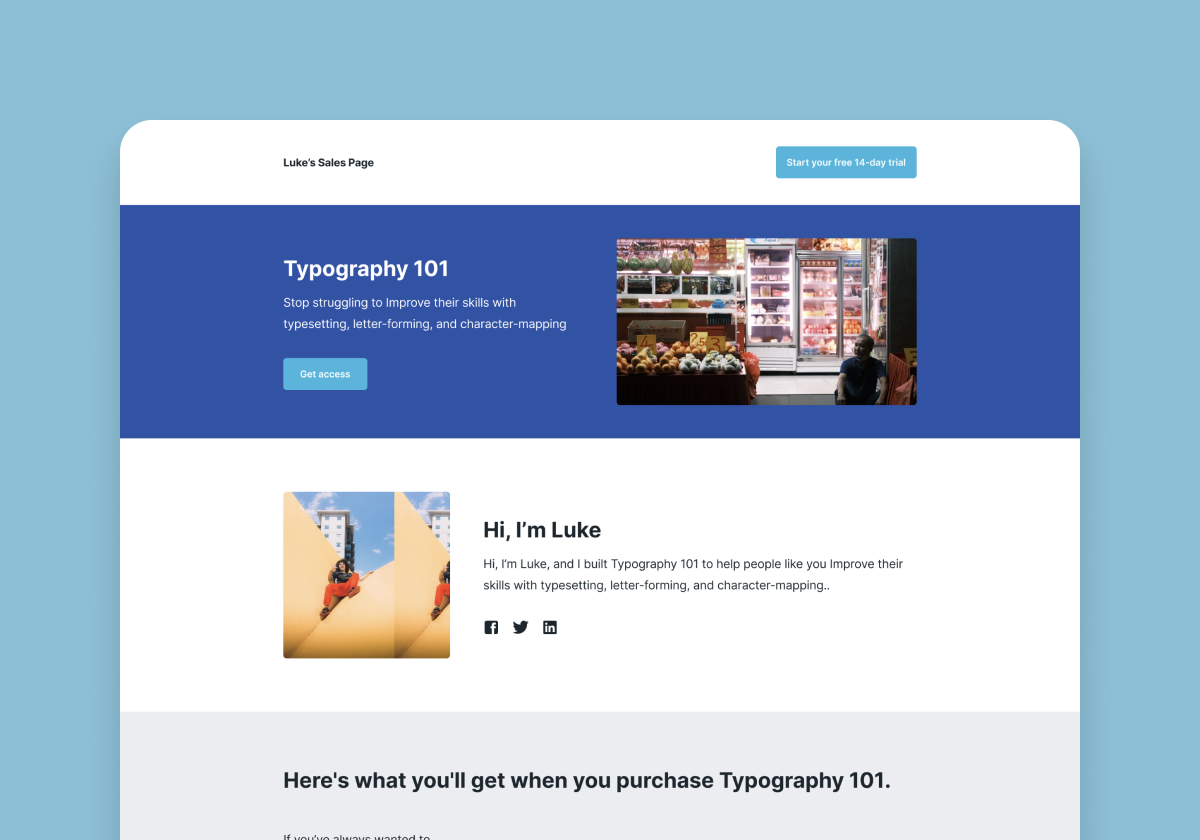 Luke's Sales Page
Start your free 14-day trial
Typography 101
Stop struggling to Improve their skills with
typesetting, letter-forming, and character-mapping
Get access
Hi, I’m Luke
Hi, I’m Luke, and I built Typography 101 to help people like you Improve their
skills with typesetting, letter-forming, and character-mapping..
Here's what you'll get when you purchase Typography 101.
If you’ve always wanted to